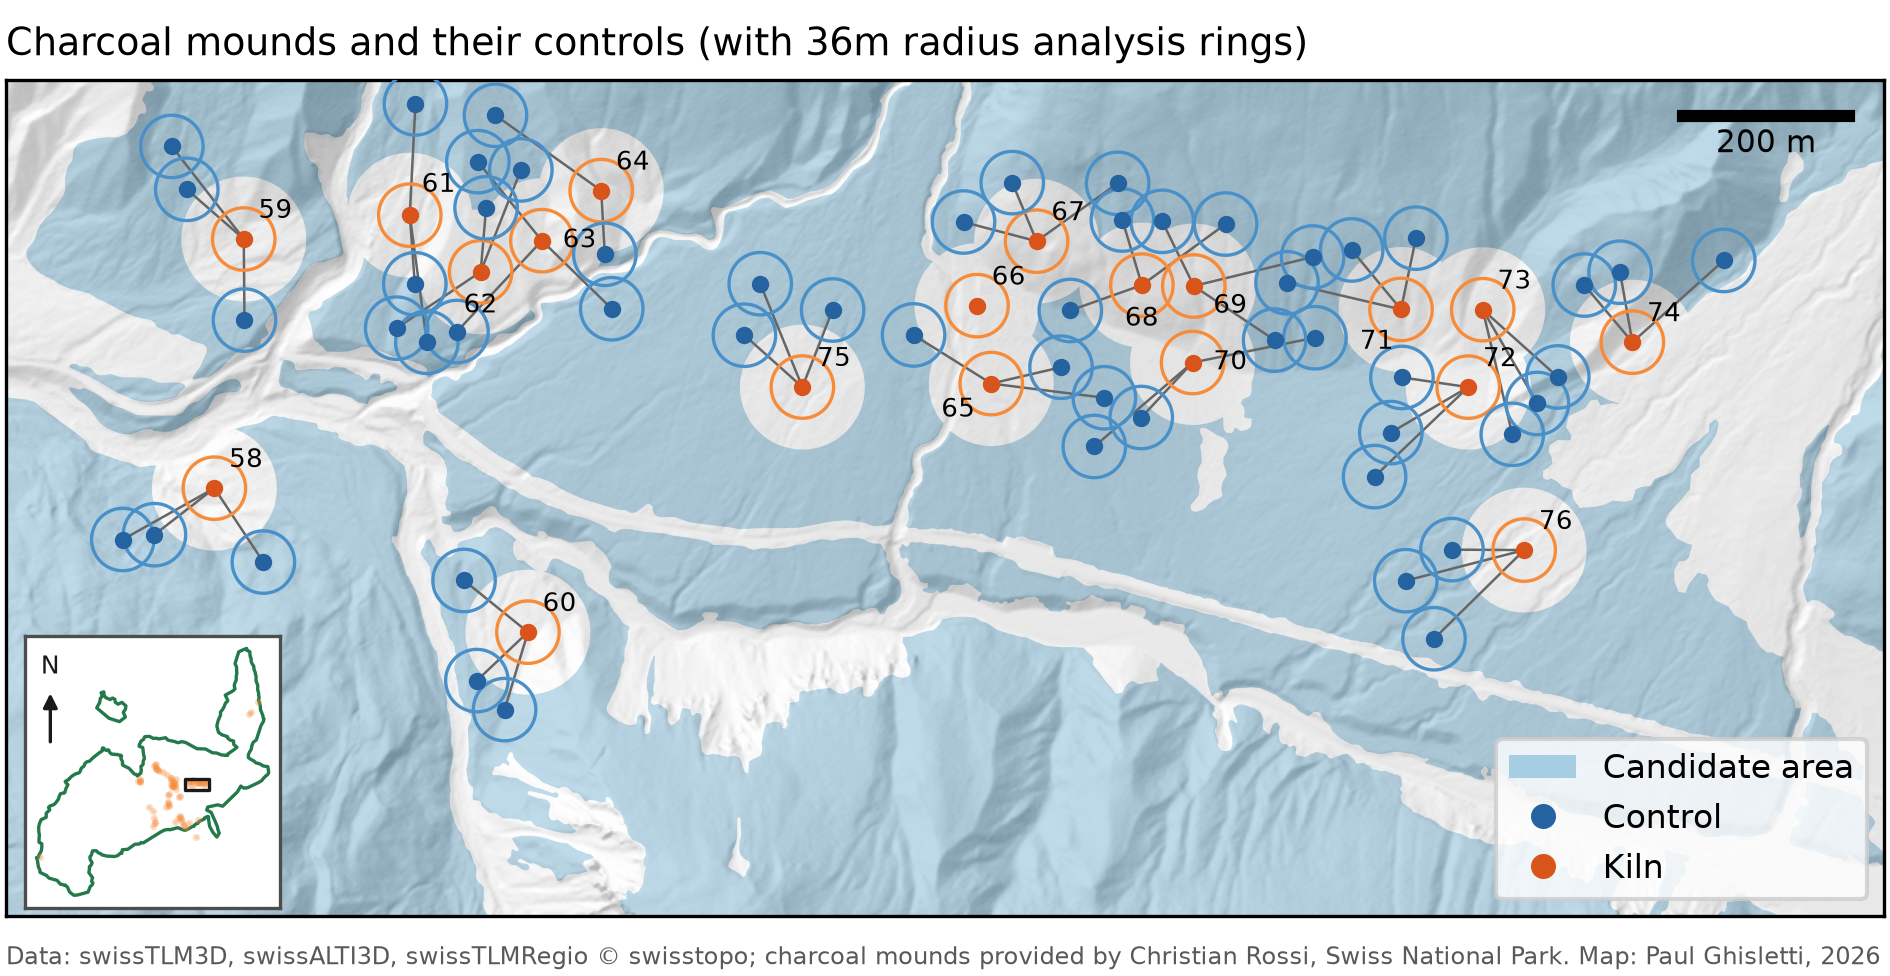 Charcoal mounds and their controls (with 36m radius analysis rings)
200 m
64
61
59
67
63
66
73
62
69
74
68
71
75
72
70
65
58
76
60
N
Candidate area
Control
Kiln
Data: swissTLM3D, swissALTI3D, swissTLMRegio © swisstopo; charcoal mounds provided by Christian Rossi, Swiss National Park. Map: Paul Ghisletti, 2026